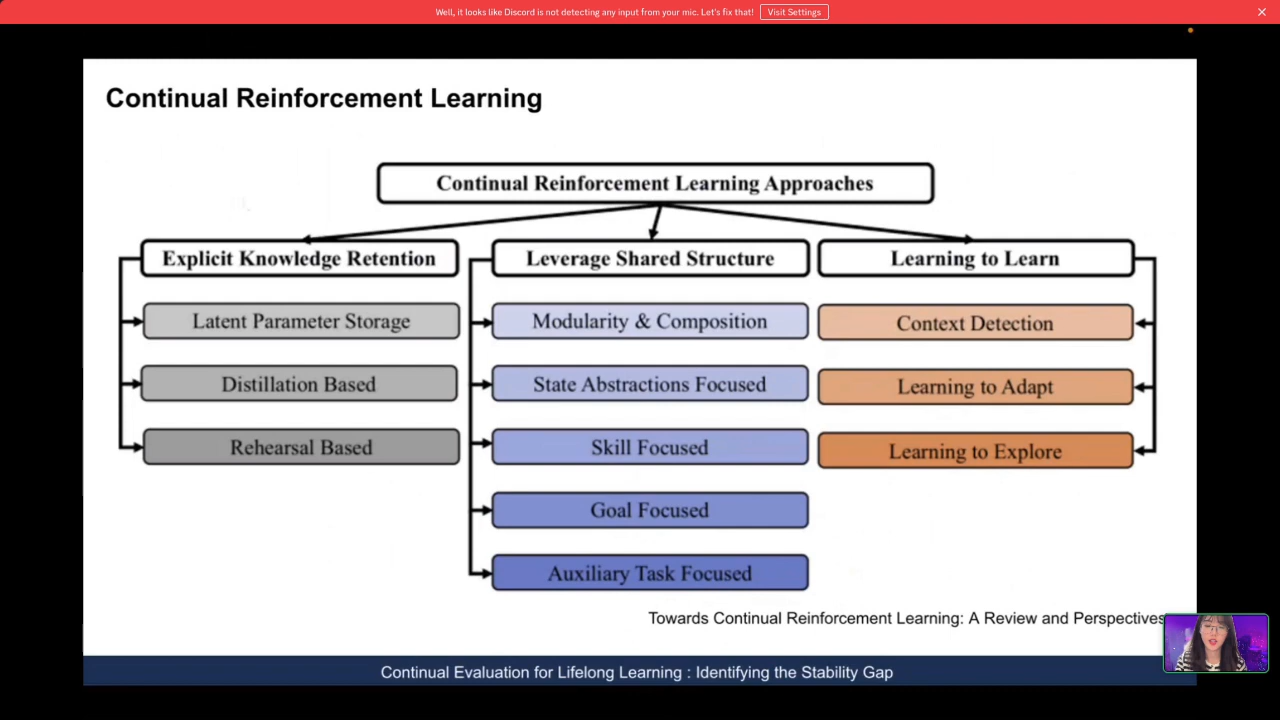 Well, it looks like Discord is not detecting any input from your mic. Let's fix that!
Visit Settings
Continual Reinforcement Learning
Continual Reinforcement Learning Approaches
Explicit Knowledge Retention
Latent Parameter Storage
Distillation Based
Rehearsal Based
Leverage Shared Structure
Modularity & Composition
State Abstractions Focused
Skill Focused
Goal Focused
Auxiliary Task Focused
Learning to Learn
Context Detection
Learning to Adapt
Learning to Explore
Towards Continual Reinforcement Learning: A Review and Perspectives
Continual Evaluation for Lifelong Learning : Identifying the Stability Gap